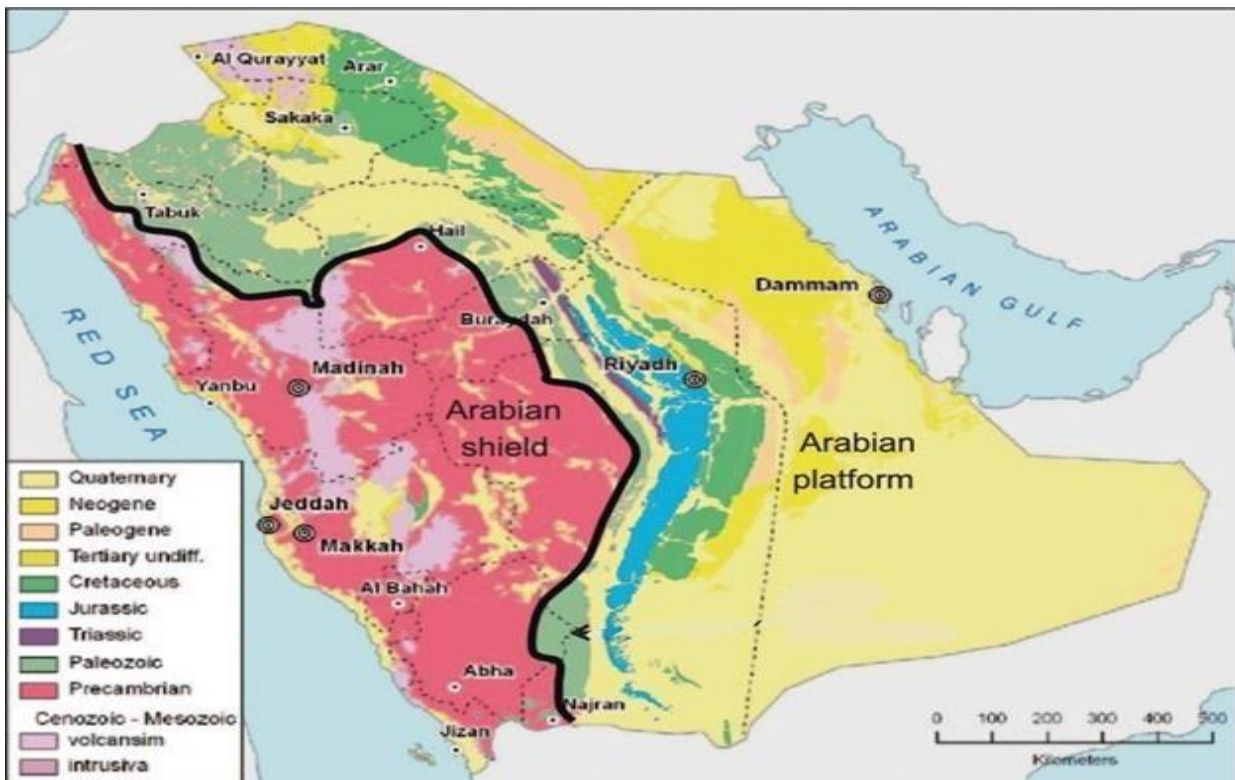 Al Qurayyat
Arar
Sakaka
Tabuk
Hail
Buraydah
Dammam
ARABIAN GULF
RED SEA
Madinah
Yanbu
Riyadh
Arabian
shield
Arabian
platform
Jeddah
Makkah
Al Bahah
Abha
Najran
Jizan
Quaternary
Neogene
Paleogene
Tertiary undiff.
Cretaceous
Jurassic
Triassic
Paleozoic
Precambrian
Cenozoic - Mesozoic
volcansim
intrusiva
0 100 200 300 400 500
Kilometers